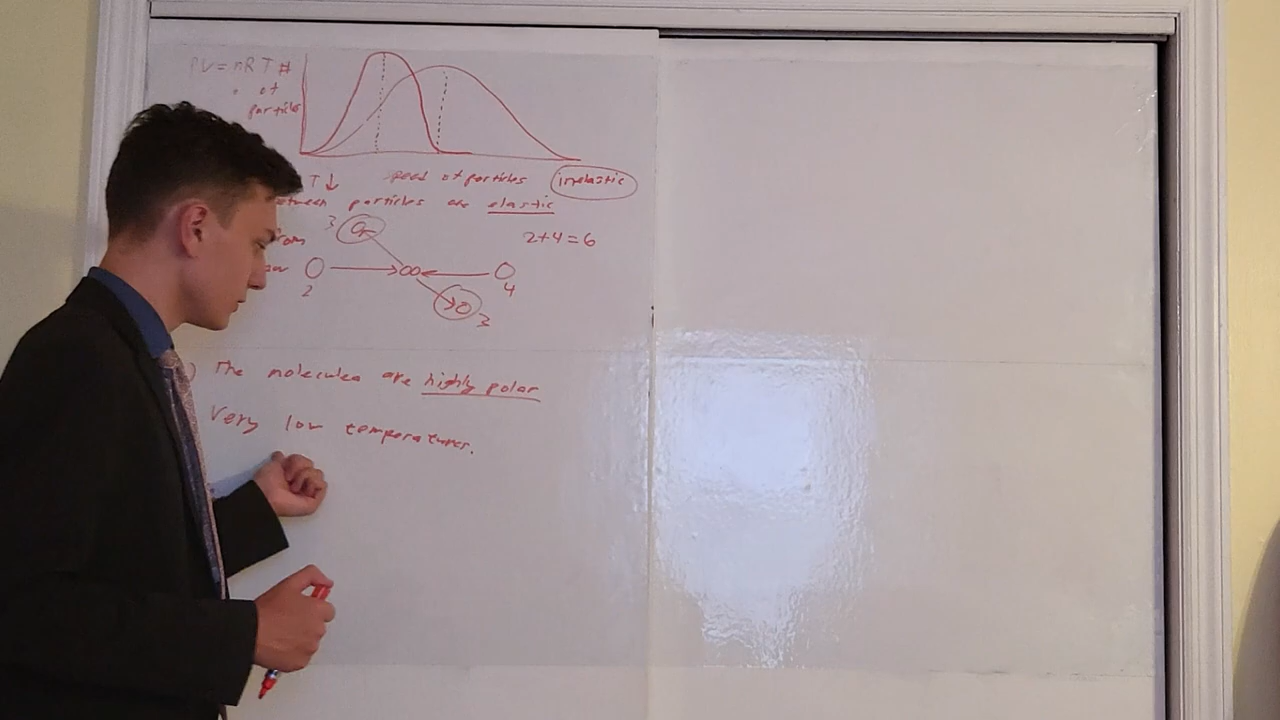 PV = nRT #
of
particles
T↓ speed of particles inelastic
between particles are elastic
3
2+4=6
2 4
3
The molecules are highly polar
Very low temperatures.